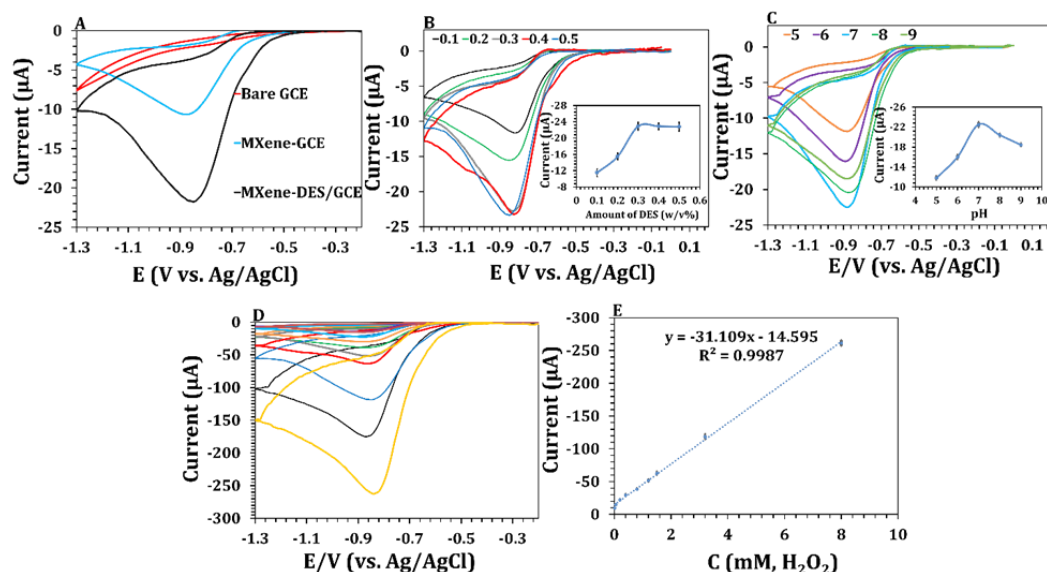 A
0
-5
-10
-15
-20
-25
Current (µA)
-1.3 -1.1 -0.9 -0.7 -0.5 -0.3
E (V vs. Ag/AgCl)
Bare GCE
MXene-GCE
MXene-DES/GCE
B
0.1 0.2 0.3 0.4 0.5
5
0
-5
-10
-15
-20
-25
Current (µA)
-1.3 -1.1 -0.9 -0.7 -0.5 -0.3 -0.1 0.1
E (V vs. Ag/AgCl)
-28
-24
-20
-16
-12
-8
Current (µA)
0.0 0.1 0.2 0.3 0.4 0.5 0.6
Amount of DES (w/v%)
C
5 6 7 8 9
5
0
-5
-10
-15
-20
-25
Current (µA)
-1.3 -1.1 -0.9 -0.7 -0.5 -0.3 -0.1 0.1
E/V (vs. Ag/AgCl)
-26
-22
-18
-14
-10
Current (µA)
4 5 6 7 8 9 10
pH
D
0
-50
-100
-150
-200
-250
-300
Current (µA)
-1.3 -1.1 -0.9 -0.7 -0.5 -0.3
E/V (vs. Ag/AgCl)
E
-300
-250
-200
-150
-100
-50
0
Current (µA)
0 2 4 6 8 10
C (mM, H₂O₂)
y = -31.109x - 14.595
R² = 0.9987